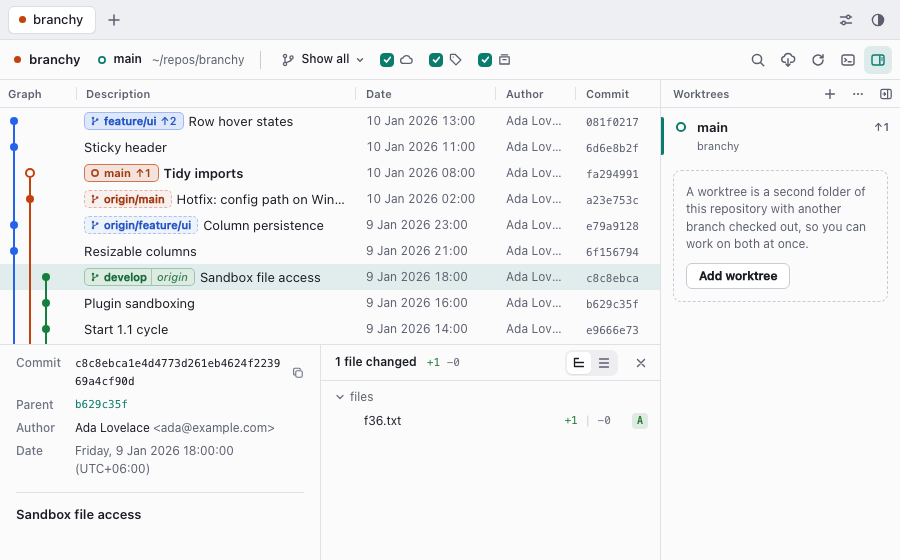 branchy
branchy main ~/repos/branchy Show all
Graph Description Date Author Commit
feature/ui ↑2 Row hover states 10 Jan 2026 13:00 Ada Lov... 081f0217
Sticky header 10 Jan 2026 11:00 Ada Lov... 6d6e8b2f
main ↑1 Tidy imports 10 Jan 2026 08:00 Ada Lov... fa294991
origin/main Hotfix: config path on Win... 10 Jan 2026 02:00 Ada Lov... a23e753c
origin/feature/ui Column persistence 9 Jan 2026 23:00 Ada Lov... e79a9128
Resizable columns 9 Jan 2026 21:00 Ada Lov... 6f156794
develop origin Sandbox file access 9 Jan 2026 18:00 Ada Lov... c8c8ebca
Plugin sandboxing 9 Jan 2026 16:00 Ada Lov... b629c35f
Start 1.1 cycle 9 Jan 2026 14:00 Ada Lov... e9666e73
Commit c8c8ebca1e4d4773d261eb4624f2239
69a4cf90d
Parent b629c35f
Author Ada Lovelace <ada@example.com>
Date Friday, 9 Jan 2026 18:00:00
(UTC+06:00)
Sandbox file access
1 file changed +1 −0
files
f36.txt +1 | −0 A
Worktrees
main ↑1
branchy
A worktree is a second folder of
this repository with another
branch checked out, so you can
work on both at once.
Add worktree